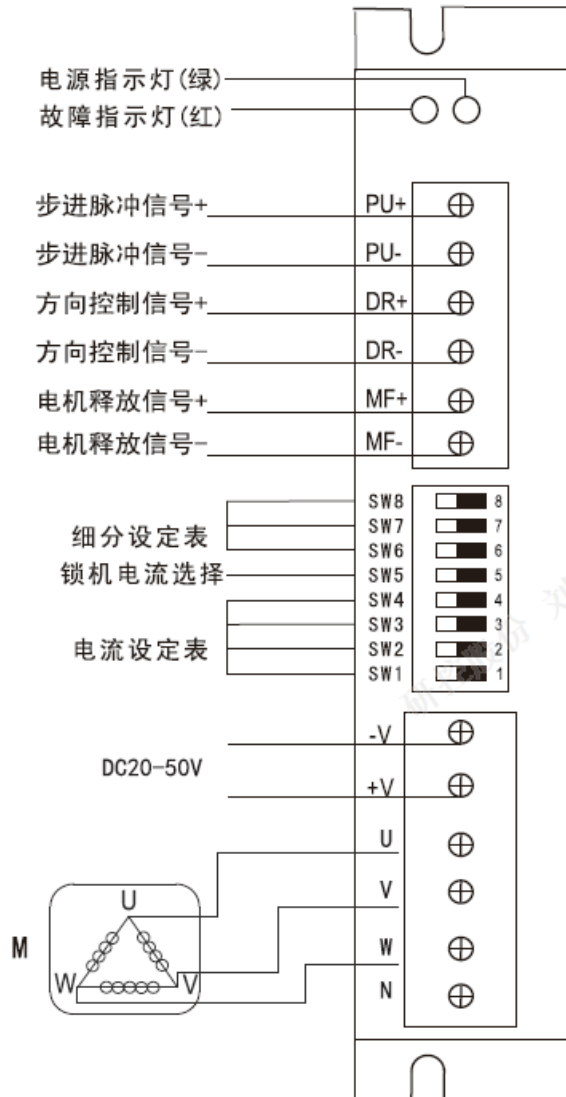 电源指示灯(绿)
故障指示灯(红)
步进脉冲信号+ PU+
步进脉冲信号- PU-
方向控制信号+ DR+
方向控制信号- DR-
电机释放信号+ MF+
电机释放信号- MF-
SW8 8
SW7 7
细分设定表
SW6 6
锁机电流选择 SW5 5
SW4 4
SW3 3
电流设定表
SW2 2
SW1 1
-V
DC20-50V
+V
U
V
W
N
M
U
W V